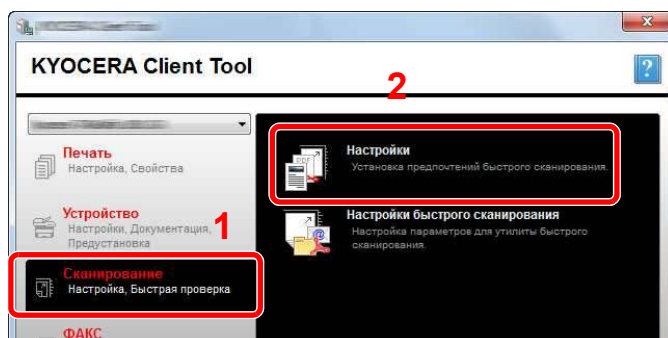 KYOCERA Client Tool
?
2
Печать
Настройка, Свойства
Устройство
Настройки, Документация,
Предустановка
1
Сканирование
Настройка, Быстрая проверка
ФАКС
PDF
Настройки
Установка предпочтений быстрого сканирования.
Настройки быстрого сканирования
Настройка параметров для утилиты быстрого
сканирования.